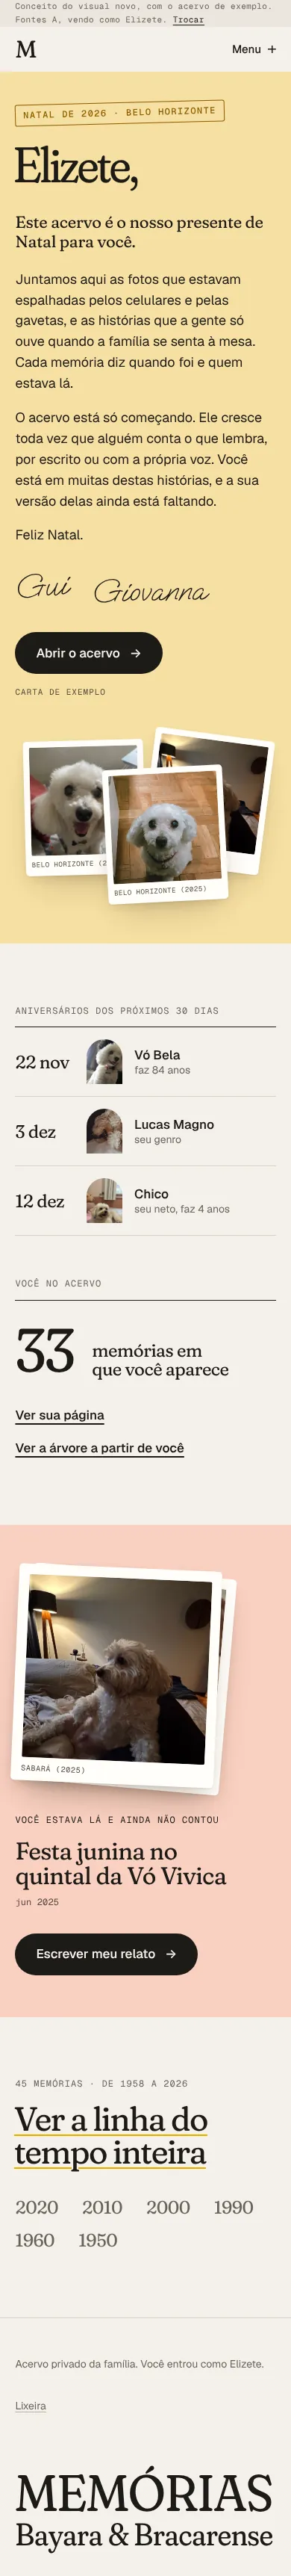 Conceito do visual novo, com o acervo de exemplo.
Fontes A, vendo como Elizete. Trocar
M
Menu +
NATAL DE 2026 · BELO HORIZONTE
Elizete,
Este acervo é o nosso presente de
Natal para você.
Juntamos aqui as fotos que estavam
espalhadas pelos celulares e pelas
gavetas, e as histórias que a gente só
ouve quando a família se senta à mesa.
Cada memória diz quando foi e quem
estava lá.
O acervo está só começando. Ele cresce
toda vez que alguém conta o que lembra,
por escrito ou com a própria voz. Você
está em muitas destas histórias, e a sua
versão delas ainda está faltando.
Feliz Natal.
Gui Giovanna
Abrir o acervo →
CARTA DE EXEMPLO
BELO HORIZONTE (2
BELO HORIZONTE (2025)
ANIVERSÁRIOS DOS PRÓXIMOS 30 DIAS
22 nov
Vó Bela
faz 84 anos
3 dez
Lucas Magno
seu genro
12 dez
Chico
seu neto, faz 4 anos
VOCÊ NO ACERVO
33
memórias em
que você aparece
Ver sua página
Ver a árvore a partir de você
SABARÁ (2025)
VOCÊ ESTAVA LÁ E AINDA NÃO CONTOU
Festa junina no
quintal da Vó Vivica
jun 2025
Escrever meu relato →
45 MEMÓRIAS · DE 1958 A 2026
Ver a linha do
tempo inteira
2020 2010 2000 1990
1960 1950
Acervo privado da família. Você entrou como Elizete.
Lixeira
MEMÓRIAS
Bayara & Bracarense